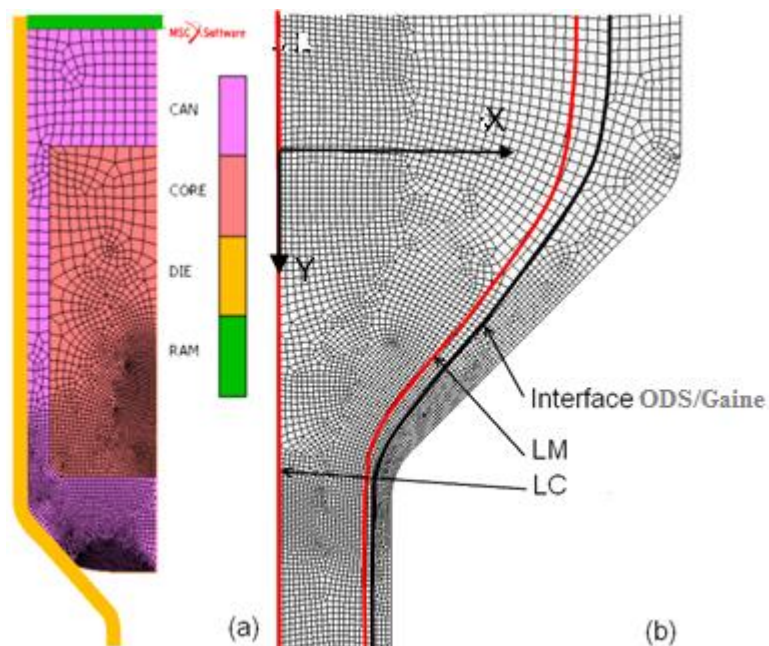 MSC Software
CAN
CORE
DIE
RAM
X
Y
Interface ODS/Gaine
LM
LC
(a)
(b)